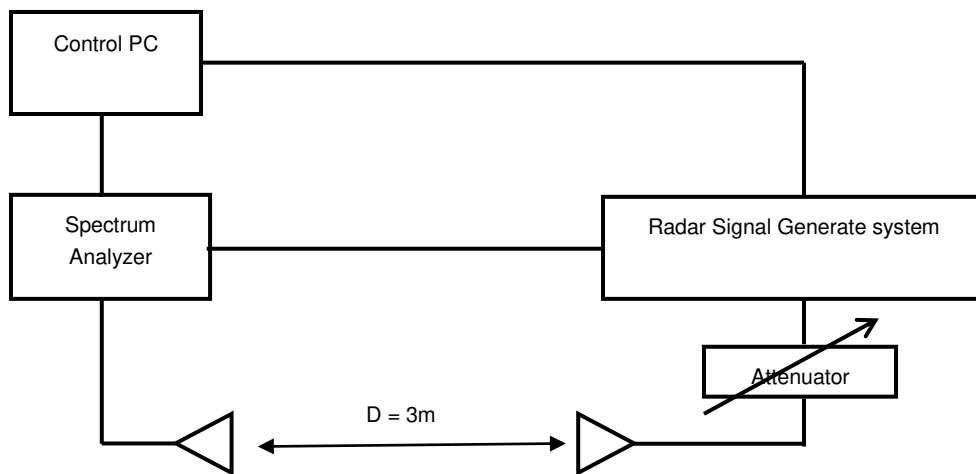 Control PC
Spectrum
Analyzer
Radar Signal Generate system
Attenuator
D = 3m